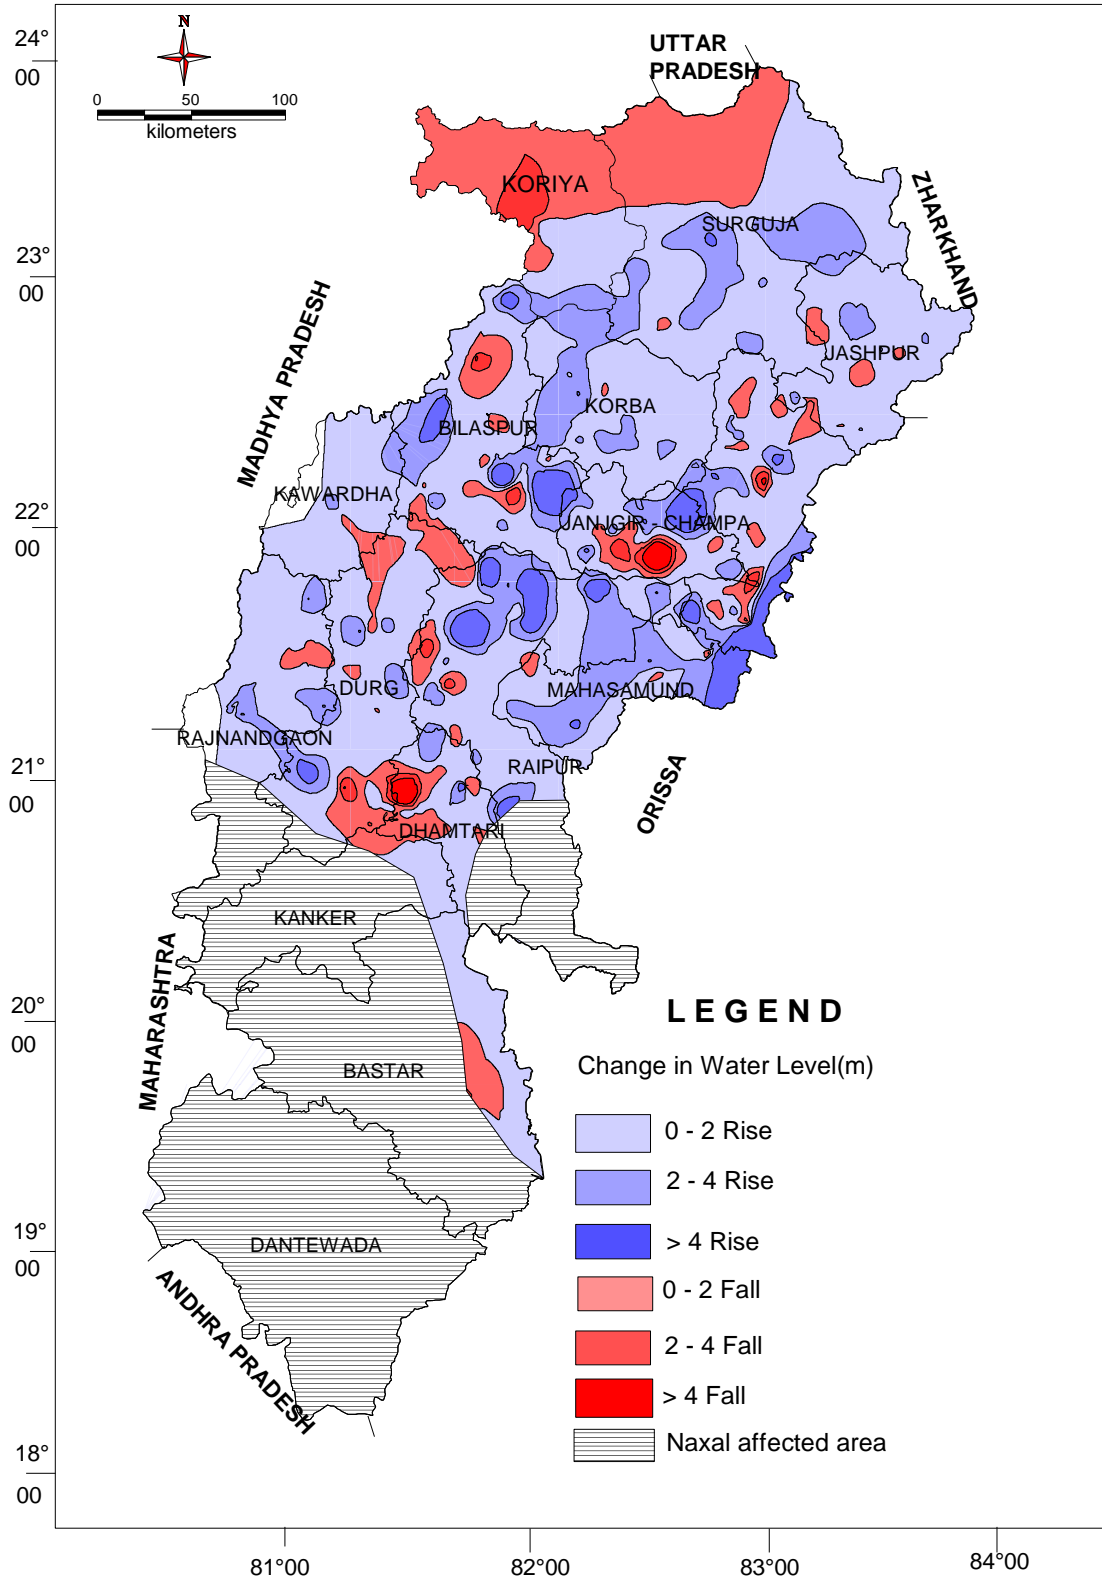 24°
00
N
0 50 100
kilometers
UTTAR
PRADESH
KORIYA
ZHARKHAND
SURGUJA
23°
00
MADHYA PRADESH
JASHPUR
KORBA
BILASPUR
KAWARDHA
22°
00
JANJGIR - CHAMPA
DURG
MAHASAMUND
RAJNANDGAON
21°
00
RAIPUR
ORISSA
DHAMTARI
KANKER
MAHARASHTRA
20°
00
LEGEND
Change in Water Level(m)
BASTAR
0 - 2 Rise
2 - 4 Rise
> 4 Rise
19°
00
DANTEWADA
0 - 2 Fall
ANDHRA PRADESH
2 - 4 Fall
> 4 Fall
Naxal affected area
18°
00
81°00 82°00 83°00 84°00